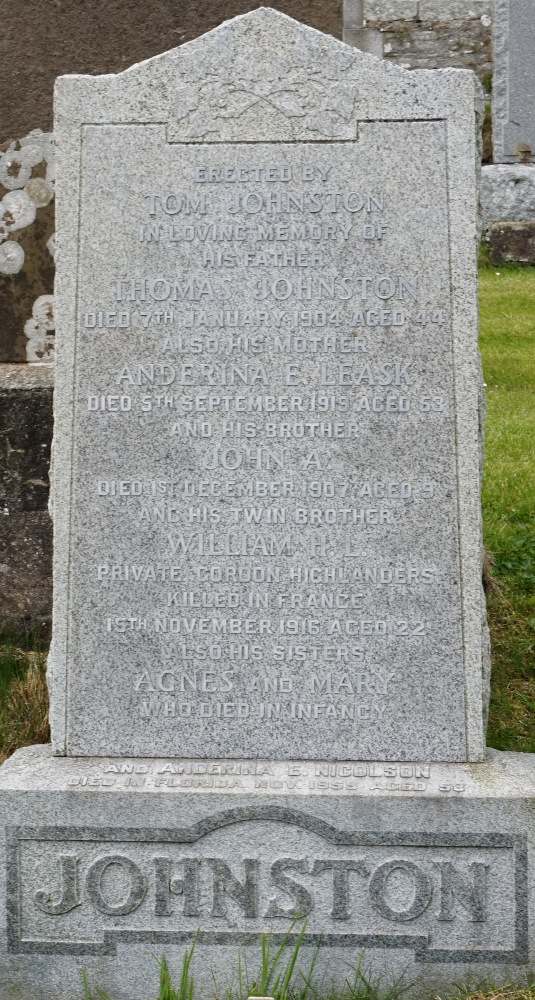 ERECTED BY
TOM JOHNSTON
IN LOVING MEMORY OF
HIS FATHER
THOMAS JOHNSTON
DIED 7TH JANUARY 1904 AGED 44
ALSO HIS MOTHER
ANDERINA E. LEASK,
DIED 5TH SEPTEMBER 1919 AGED 53
AND HIS BROTHER
JOHN A.
DIED 1ST DECEMBER 1907 AGED 9
AND HIS TWIN BROTHER
WILLIAM H. L.
PRIVATE, GORDON HIGHLANDERS
KILLED IN FRANCE
15TH NOVEMBER 1916 AGED 22
ALSO HIS SISTERS
AGNES AND MARY
WHO DIED IN INFANCY
AND ANDERINA E. NICOLSON
DIED IN FLORIDA NOV. AGED 58
JOHNSTON